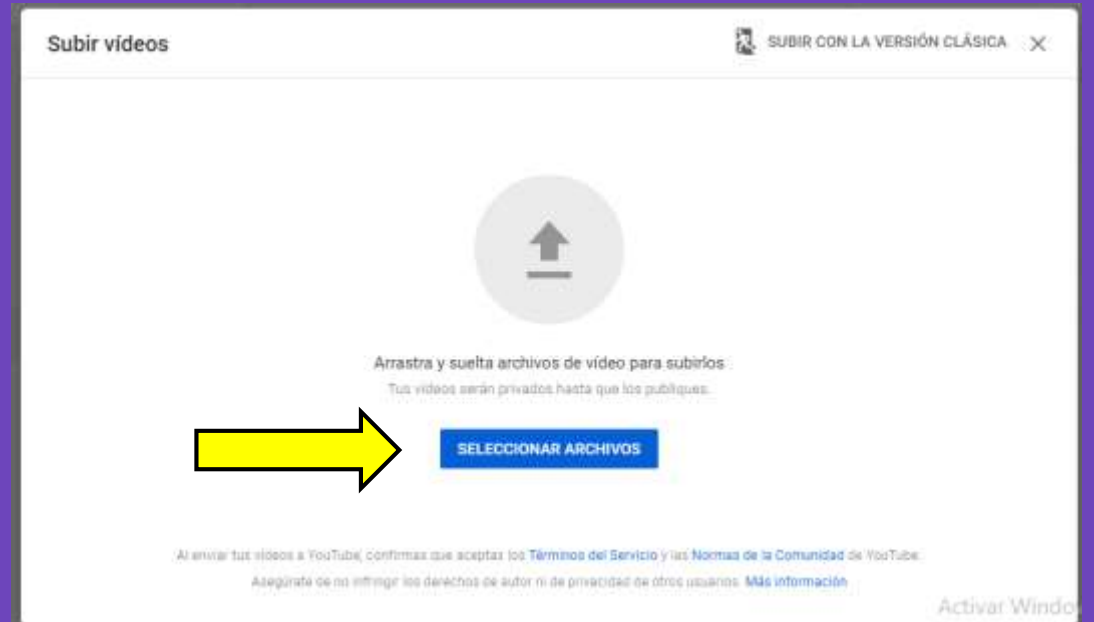 Subir vídeos
SUBIR CON LA VERSIÓN CLÁSICA
Arrastra y suelta archivos de vídeo para subirlos
Tus vídeos serán privados hasta que los publiques.
SELECCIONAR ARCHIVOS
Al enviar tus vídeos a YouTube, confirmas que aceptas los Términos del Servicio y las Normas de la Comunidad de YouTube.
Asegúrate de no infringir los derechos de autor ni de privacidad de otros usuarios. Más información
Activar Windo